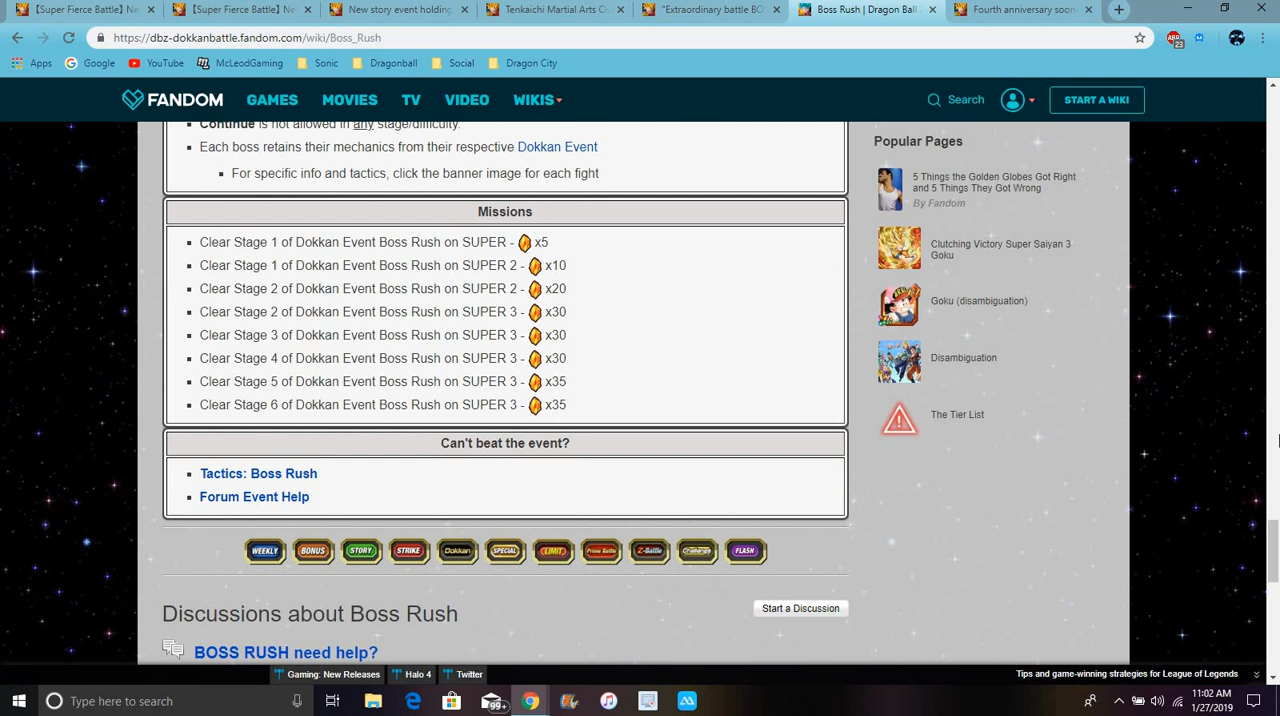 【Super Fierce Battle】 Ne
【Super Fierce Battle】 Ne
New story event holding
Tenkaichi Martial Arts Ch
"Extraordinary battle BOS
Boss Rush | Dragon Ball
Fourth anniversary soon
https://dbz-dokkanbattle.fandom.com/wiki/Boss_Rush
23
Apps
Google
YouTube
McLeodGaming
Sonic
Dragonball
Social
Dragon City
FANDOM
GAMES
MOVIES
TV
VIDEO
WIKIS
Search
START A WIKI
Continue is not allowed in any stage/difficulty.
Each boss retains their mechanics from their respective Dokkan Event
For specific info and tactics, click the banner image for each fight
Missions
Clear Stage 1 of Dokkan Event Boss Rush on SUPER - x5
Clear Stage 1 of Dokkan Event Boss Rush on SUPER 2 - x10
Clear Stage 2 of Dokkan Event Boss Rush on SUPER 2 - x20
Clear Stage 2 of Dokkan Event Boss Rush on SUPER 3 - x30
Clear Stage 3 of Dokkan Event Boss Rush on SUPER 3 - x30
Clear Stage 4 of Dokkan Event Boss Rush on SUPER 3 - x30
Clear Stage 5 of Dokkan Event Boss Rush on SUPER 3 - x35
Clear Stage 6 of Dokkan Event Boss Rush on SUPER 3 - x35
Can't beat the event?
Tactics: Boss Rush
Forum Event Help
WEEKLY
BONUS
STORY
STRIKE
Dokkan
SPECIAL
LIMIT
Prime Battle
Z-Battle
Challenge
FLASH
Discussions about Boss Rush
Start a Discussion
BOSS RUSH need help?
Popular Pages
5 Things the Golden Globes Got Right
and 5 Things They Got Wrong
By Fandom
Clutching Victory Super Saiyan 3
Goku
Goku (disambiguation)
Disambiguation
The Tier List
Gaming: New Releases
Halo 4
Twitter
Tips and game-winning strategies for League of Legends
Type here to search
99+
11:02 AM
1/27/2019